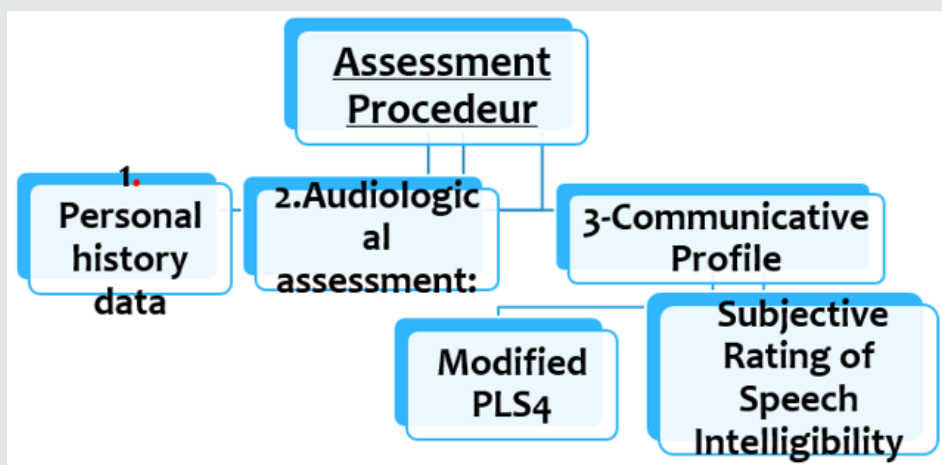 Assessment
Procedeur
1.
Personal
history
data
2.Audiologic
al
assessment:
3-Communicative
Profile
Modified
PLS4
Subjective
Rating of
Speech
Intelligibility